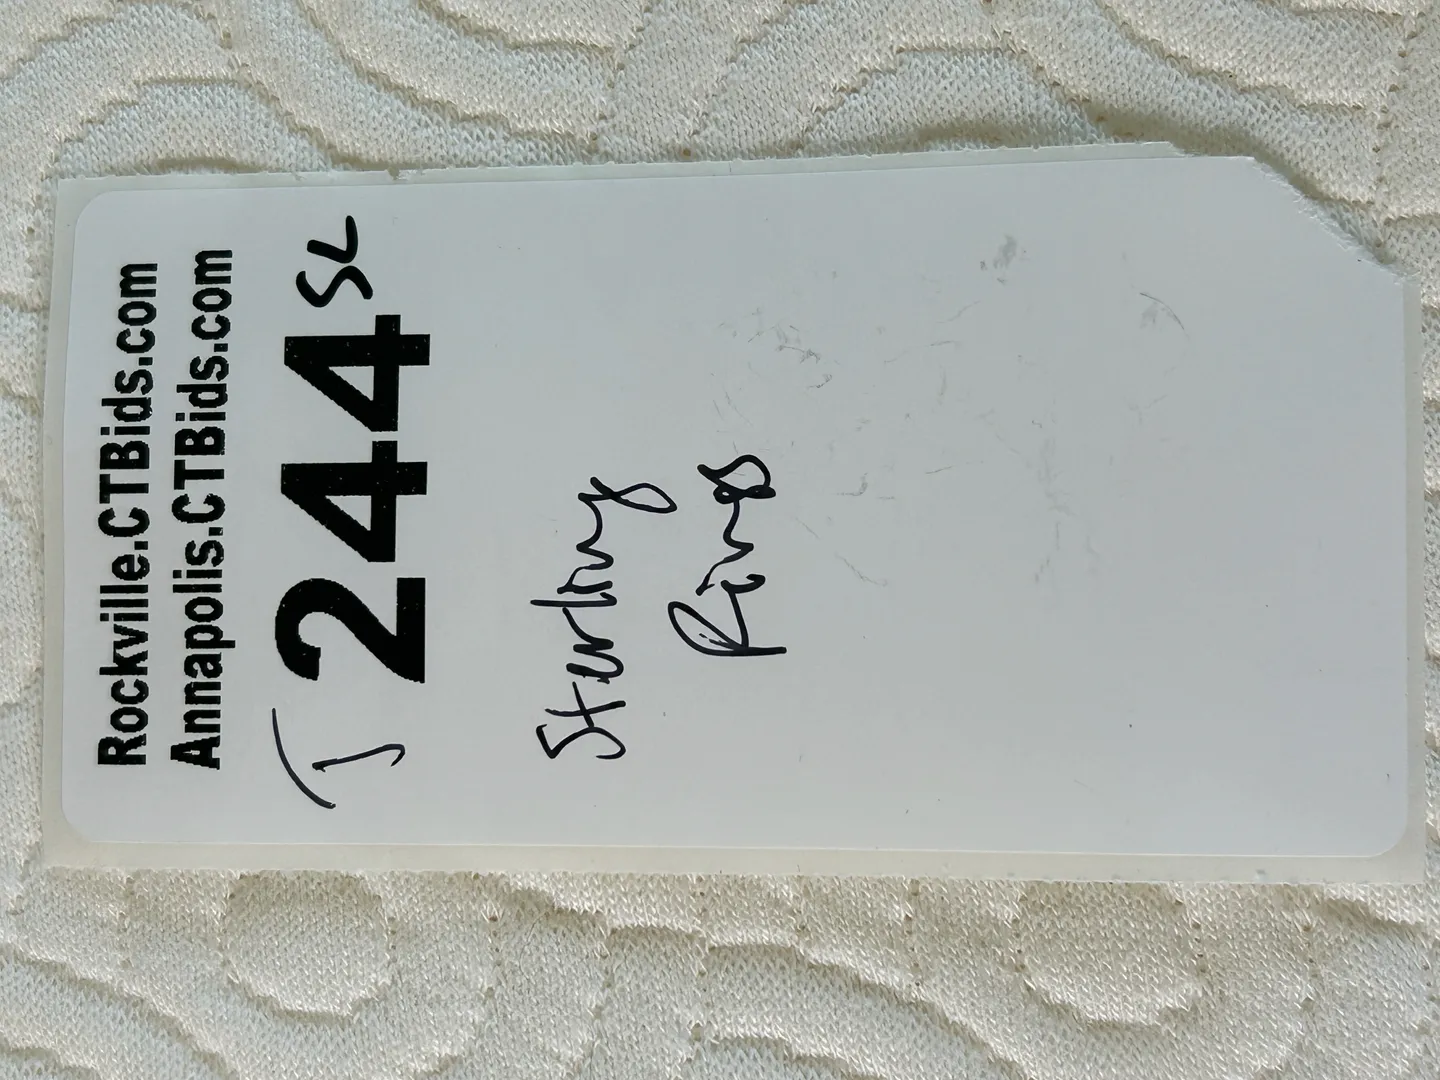 Rockville.CTBids.com
Annapolis.CTBids.com
J 244 SL
Sterling
Rings